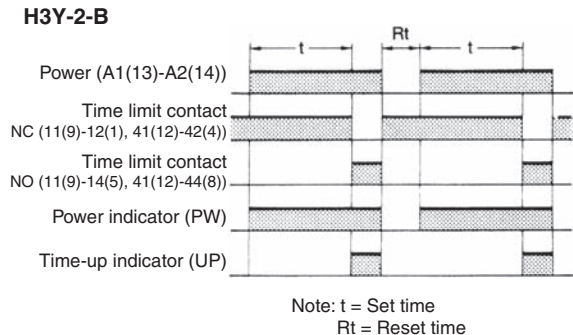 H3Y-2-B
t Rt t
Power (A1(13)-A2(14))
Time limit contact
NC (11(9)-12(1), 41(12)-42(4))
Time limit contact
NO (11(9)-14(5), 41(12)-44(8))
Power indicator (PW)
Time-up indicator (UP)
Note: t = Set time
Rt = Reset time